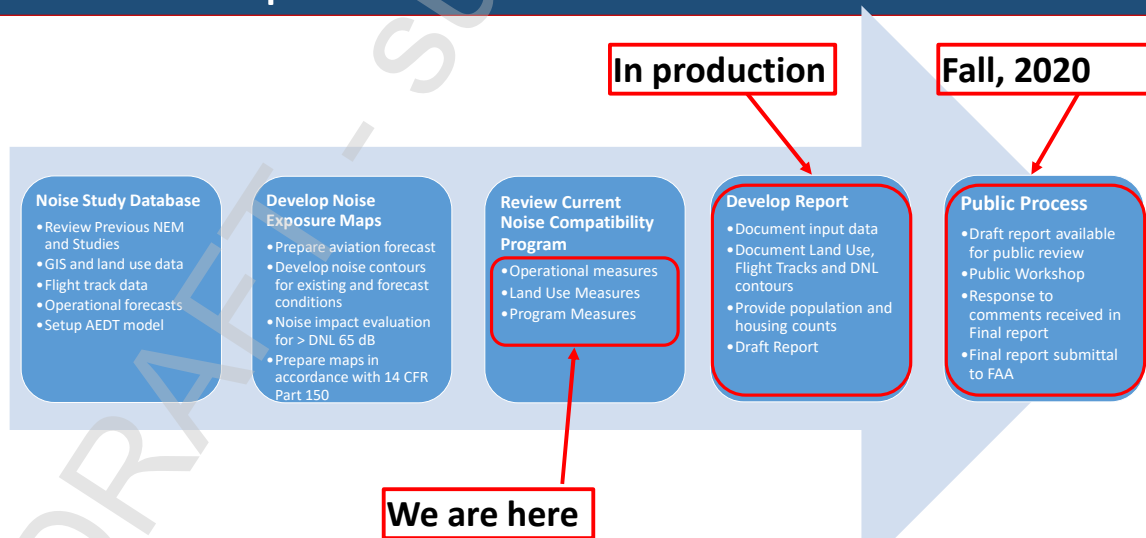 In production
Fall, 2020
Noise Study Database
•Review Previous NEM
and Studies
•GIS and land use data
•Flight track data
•Operational forecasts
•Setup AEDT model
Develop Noise
Exposure Maps
•Prepare aviation forecast
•Develop noise contours
for existing and forecast
conditions
•Noise impact evaluation
for > DNL 65 dB
•Prepare maps in
accordance with 14 CFR
Part 150
Review Current
Noise Compatibility
Program
•Operational measures
•Land Use Measures
•Program Measures
Develop Report
•Document input data
•Document Land Use,
Flight Tracks and DNL
contours
•Provide population and
housing counts
•Draft Report
Public Process
•Draft report available
for public review
•Public Workshop
•Response to
comments received in
Final report
•Final report submittal
to FAA
We are here
DRAFT -